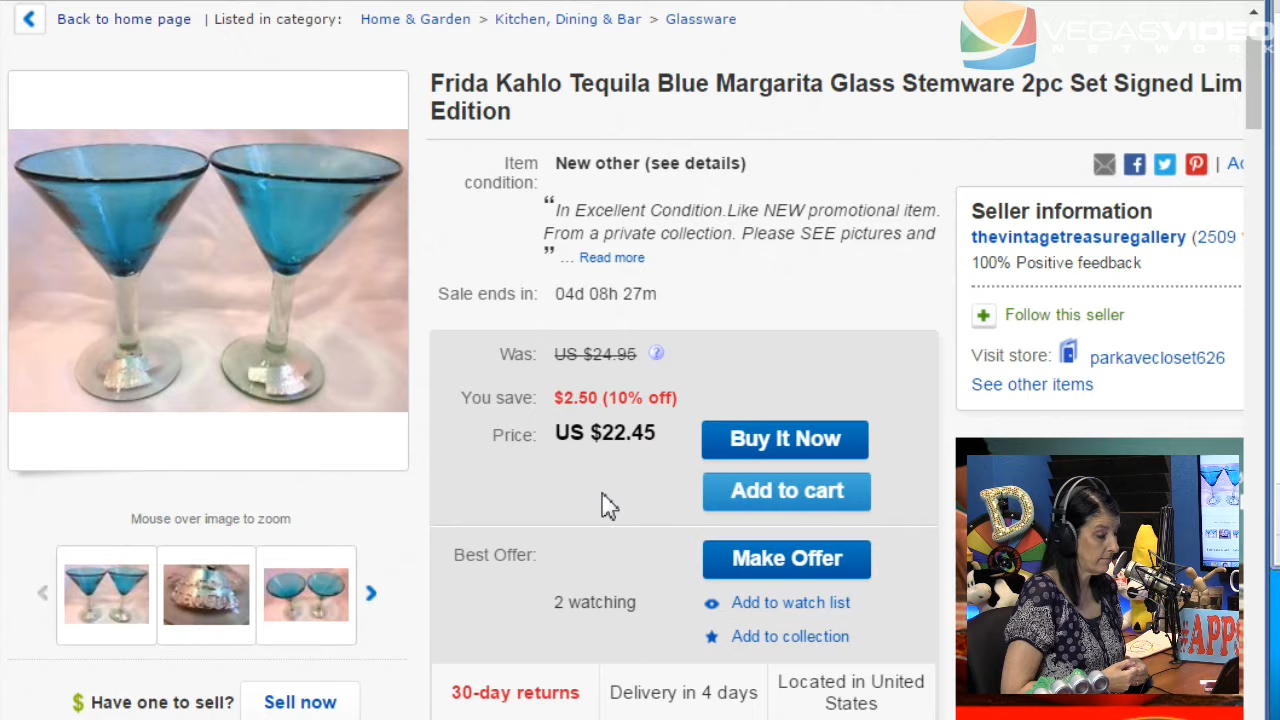 Back to home page | Listed in category: Home & Garden > Kitchen, Dining & Bar > Glassware
VEGASVIDEO
NETWORK
Frida Kahlo Tequila Blue Margarita Glass Stemware 2pc Set Signed Lim
Edition
Item
condition:
New other (see details)
“In Excellent Condition.Like NEW promotional item.
From a private collection. Please SEE pictures and
” ... Read more
Sale ends in: 04d 08h 27m
Was: US $24.95
You save: $2.50 (10% off)
Price: US $22.45
Buy It Now
Add to cart
Best Offer:
Make Offer
2 watching
Add to watch list
Add to collection
30-day returns
Delivery in 4 days
Located in United
States
| Ad
Seller information
thevintagetreasuregallery (2509
100% Positive feedback
Follow this seller
Visit store: parkavecloset626
See other items
Mouse over image to zoom
$ Have one to sell? Sell now
D
#APPS